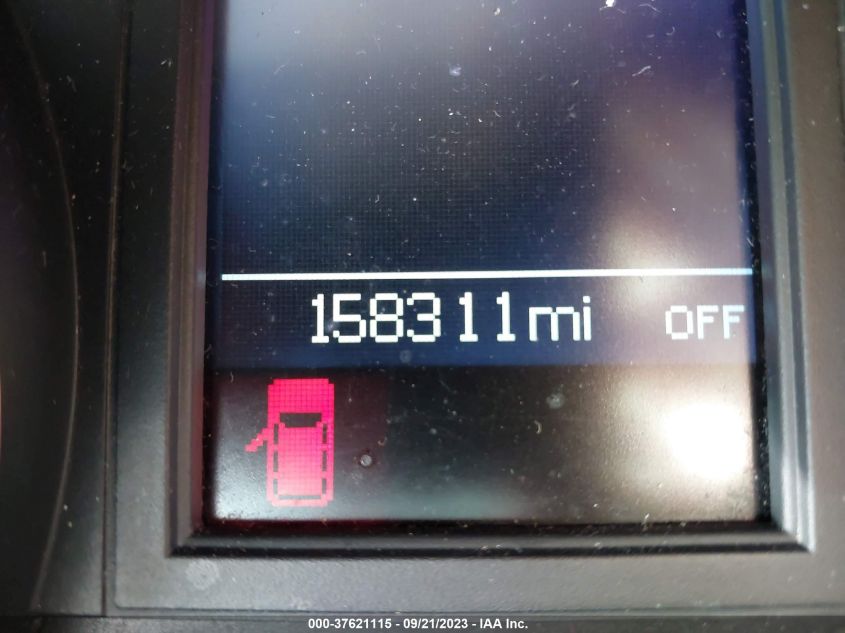 158311mi OFF
000-37621115 - 09/21/2023 - IAA Inc.